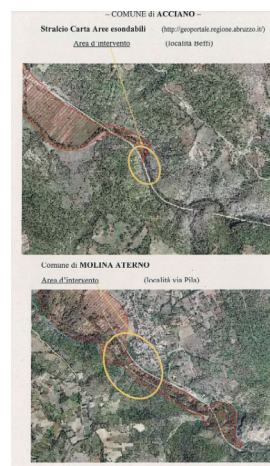 – COMUNE di ACCIANO –
Stralcio Carta Aree esondabili (http://geoportale.regione.abruzzo.it/)
Area d'intervento (località Beffi)
Comune di MOLINA ATERNO
Area d'intervento (località via Pila)